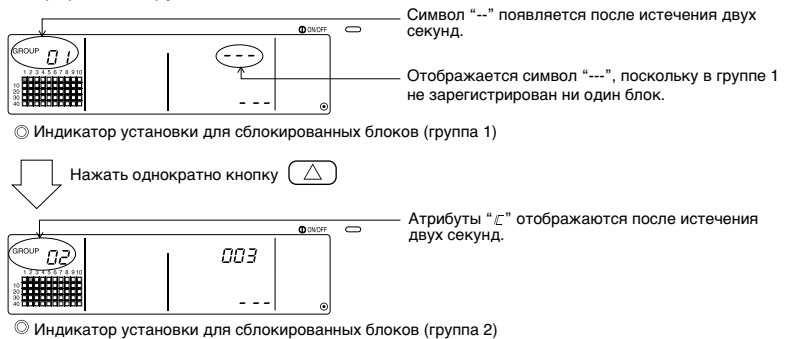 Символ “--” появляется после истечения двух
секунд.
ON/OFF
GROUP 01
---
1 2 3 4 5 6 7 8 9 10
10
20
30
40
---
Отображается символ “---”, поскольку в группе 1
не зарегистрирован ни один блок.
◎ Индикатор установки для сблокированных блоков (группа 1)
Нажать однократно кнопку △
Атрибуты “IC” отображаются после истечения
двух секунд.
ON/OFF
GROUP 02
003
1 2 3 4 5 6 7 8 9 10
10
20
30
40
---
◎ Индикатор установки для сблокированных блоков (группа 2)